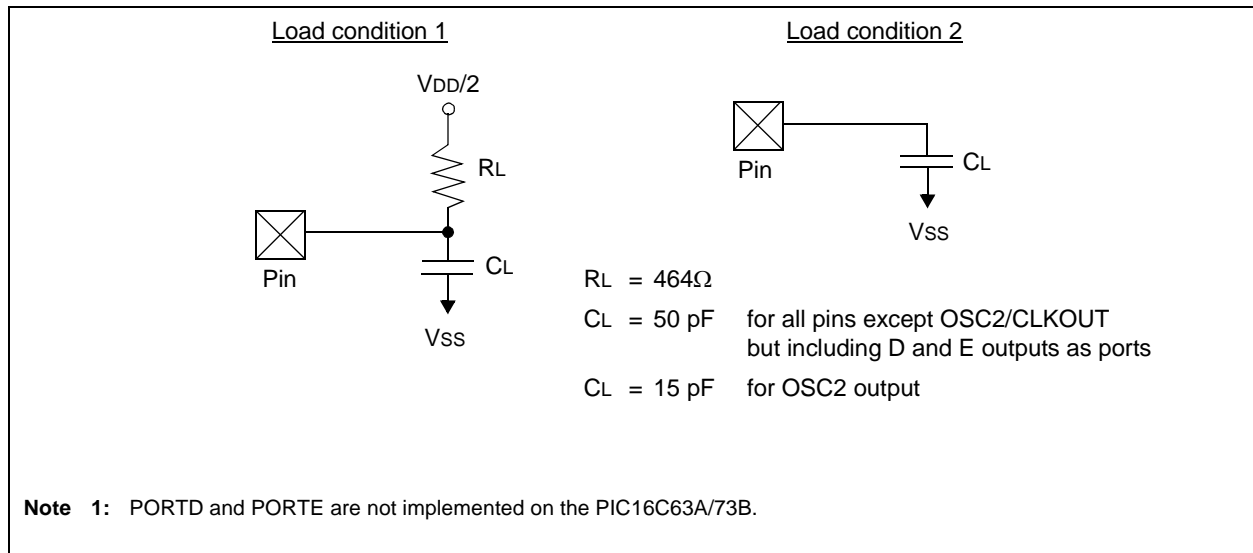 Load condition 1
VDD/2
RL
Pin
CL
VSS
Load condition 2
Pin
CL
VSS
RL = 464Ω
CL = 50 pF for all pins except OSC2/CLKOUT
but including D and E outputs as ports
CL = 15 pF for OSC2 output
Note 1: PORTD and PORTE are not implemented on the PIC16C63A/73B.